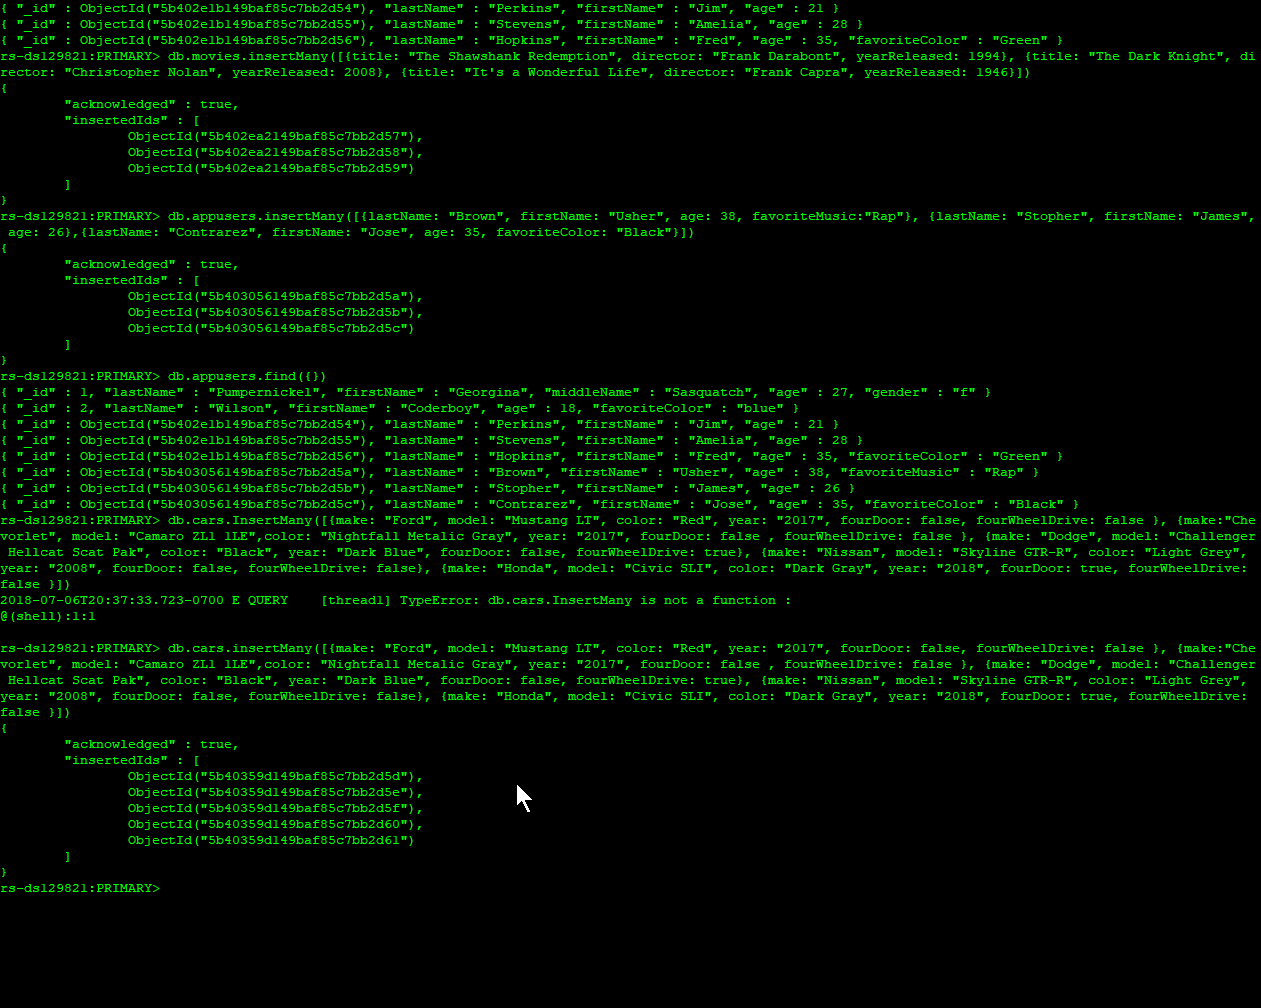 { "_id" : ObjectId("5b402e1b149baf85c7bb2d54"), "lastName" : "Perkins", "firstName" : "Jim", "age" : 21 }
{ "_id" : ObjectId("5b402e1b149baf85c7bb2d55"), "lastName" : "Stevens", "firstName" : "Amelia", "age" : 28 }
{ "_id" : ObjectId("5b402e1b149baf85c7bb2d56"), "lastName" : "Hopkins", "firstName" : "Fred", "age" : 35, "favoriteColor" : "Green" }
rs-ds129821:PRIMARY> db.movies.insertMany([{title: "The Shawshank Redemption", director: "Frank Darabont", yearReleased: 1994}, {title: "The Dark Knight", di
rector: "Christopher Nolan", yearReleased: 2008}, {title: "It's a Wonderful Life", director: "Frank Capra", yearReleased: 1946}])
{
        "acknowledged" : true,
        "insertedIds" : [
                ObjectId("5b402ea2149baf85c7bb2d57"),
                ObjectId("5b402ea2149baf85c7bb2d58"),
                ObjectId("5b402ea2149baf85c7bb2d59")
        ]
}
rs-ds129821:PRIMARY> db.appusers.insertMany([{lastName: "Brown", firstName: "Usher", age: 38, favoriteMusic:"Rap"}, {lastName: "Stopher", firstName: "James",
 age: 26},{lastName: "Contrarez", firstName: "Jose", age: 35, favoriteColor: "Black"}])
{
        "acknowledged" : true,
        "insertedIds" : [
                ObjectId("5b403056149baf85c7bb2d5a"),
                ObjectId("5b403056149baf85c7bb2d5b"),
                ObjectId("5b403056149baf85c7bb2d5c")
        ]
}
rs-ds129821:PRIMARY> db.appusers.find({})
{ "_id" : 1, "lastName" : "Pumpernickel", "firstName" : "Georgina", "middleName" : "Sasquatch", "age" : 27, "gender" : "f" }
{ "_id" : 2, "lastName" : "Wilson", "firstName" : "Coderboy", "age" : 18, "favoriteColor" : "blue" }
{ "_id" : ObjectId("5b402e1b149baf85c7bb2d54"), "lastName" : "Perkins", "firstName" : "Jim", "age" : 21 }
{ "_id" : ObjectId("5b402e1b149baf85c7bb2d55"), "lastName" : "Stevens", "firstName" : "Amelia", "age" : 28 }
{ "_id" : ObjectId("5b402e1b149baf85c7bb2d56"), "lastName" : "Hopkins", "firstName" : "Fred", "age" : 35, "favoriteColor" : "Green" }
{ "_id" : ObjectId("5b403056149baf85c7bb2d5a"), "lastName" : "Brown", "firstName" : "Usher", "age" : 38, "favoriteMusic" : "Rap" }
{ "_id" : ObjectId("5b403056149baf85c7bb2d5b"), "lastName" : "Stopher", "firstName" : "James", "age" : 26 }
{ "_id" : ObjectId("5b403056149baf85c7bb2d5c"), "lastName" : "Contrarez", "firstName" : "Jose", "age" : 35, "favoriteColor" : "Black" }
rs-ds129821:PRIMARY> db.cars.InsertMany([{make: "Ford", model: "Mustang LT", color: "Red", year: "2017", fourDoor: false, fourWheelDrive: false }, {make:"Che
vorlet", model: "Camaro ZL1 1LE",color: "Nightfall Metalic Gray", year: "2017", fourDoor: false , fourWheelDrive: false }, {make: "Dodge", model: "Challenger
 Hellcat Scat Pak", color: "Black", year: "Dark Blue", fourDoor: false, fourWheelDrive: true}, {make: "Nissan", model: "Skyline GTR-R", color: "Light Grey",
year: "2008", fourDoor: false, fourWheelDrive: false}, {make: "Honda", model: "Civic SLI", color: "Dark Gray", year: "2018", fourDoor: true, fourWheelDrive:
false }])
2018-07-06T20:37:33.723-0700 E QUERY    [thread1] TypeError: db.cars.InsertMany is not a function :
@(shell):1:1
rs-ds129821:PRIMARY> db.cars.insertMany([{make: "Ford", model: "Mustang LT", color: "Red", year: "2017", fourDoor: false, fourWheelDrive: false }, {make:"Che
vorlet", model: "Camaro ZL1 1LE",color: "Nightfall Metalic Gray", year: "2017", fourDoor: false , fourWheelDrive: false }, {make: "Dodge", model: "Challenger
 Hellcat Scat Pak", color: "Black", year: "Dark Blue", fourDoor: false, fourWheelDrive: true}, {make: "Nissan", model: "Skyline GTR-R", color: "Light Grey",
year: "2008", fourDoor: false, fourWheelDrive: false}, {make: "Honda", model: "Civic SLI", color: "Dark Gray", year: "2018", fourDoor: true, fourWheelDrive:
false }])
{
        "acknowledged" : true,
        "insertedIds" : [
                ObjectId("5b40359d149baf85c7bb2d5d"),
                ObjectId("5b40359d149baf85c7bb2d5e"),
                ObjectId("5b40359d149baf85c7bb2d5f"),
                ObjectId("5b40359d149baf85c7bb2d60"),
                ObjectId("5b40359d149baf85c7bb2d61")
        ]
}
rs-ds129821:PRIMARY>